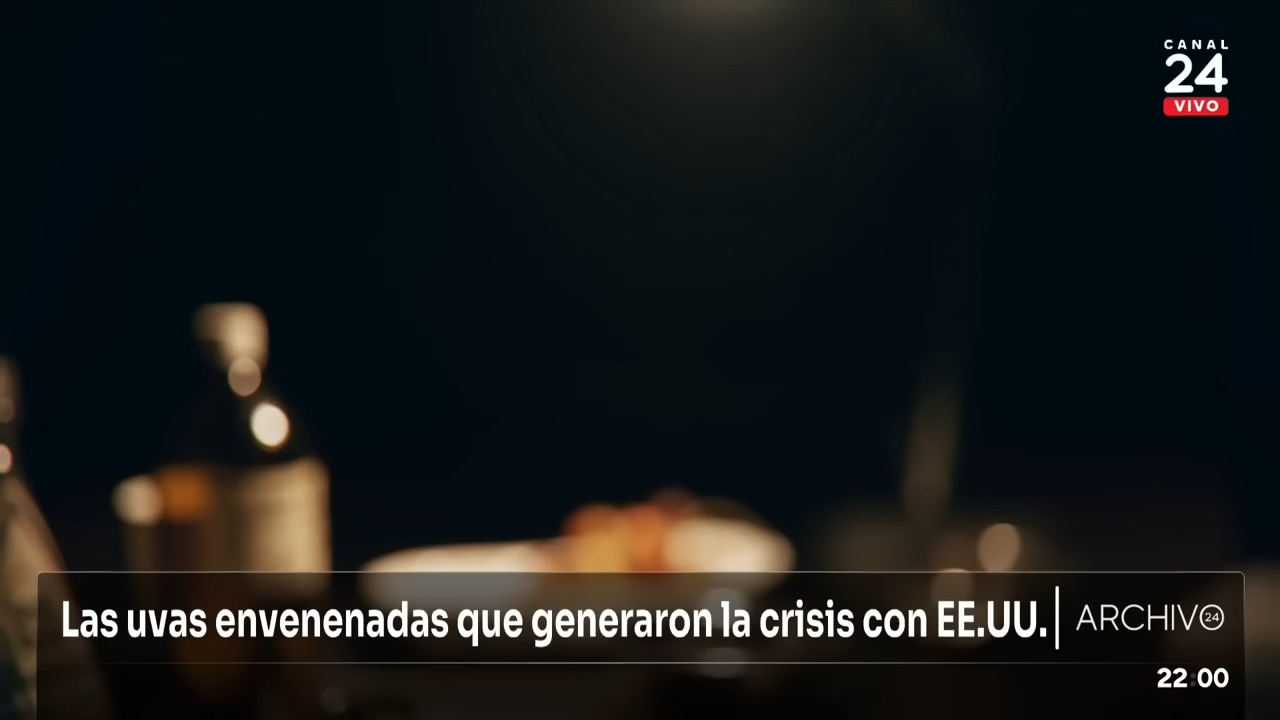 CANAL
24
VIVO
Las uvas envenenadas que generaron la crisis con EE.UU.
ARCHIVO 24
22:00